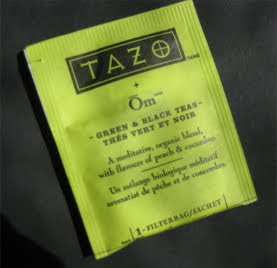 TAZO
+
Ōm™
- GREEN & BLACK TEAS -
THÉS VERT ET NOIR
A meditative, organic blend,
with flavours of peach & cucumber.
Un mélange biologique méditatif
aromatisé de pêche et de concombre.
1 - FILTERBAG/SACHET